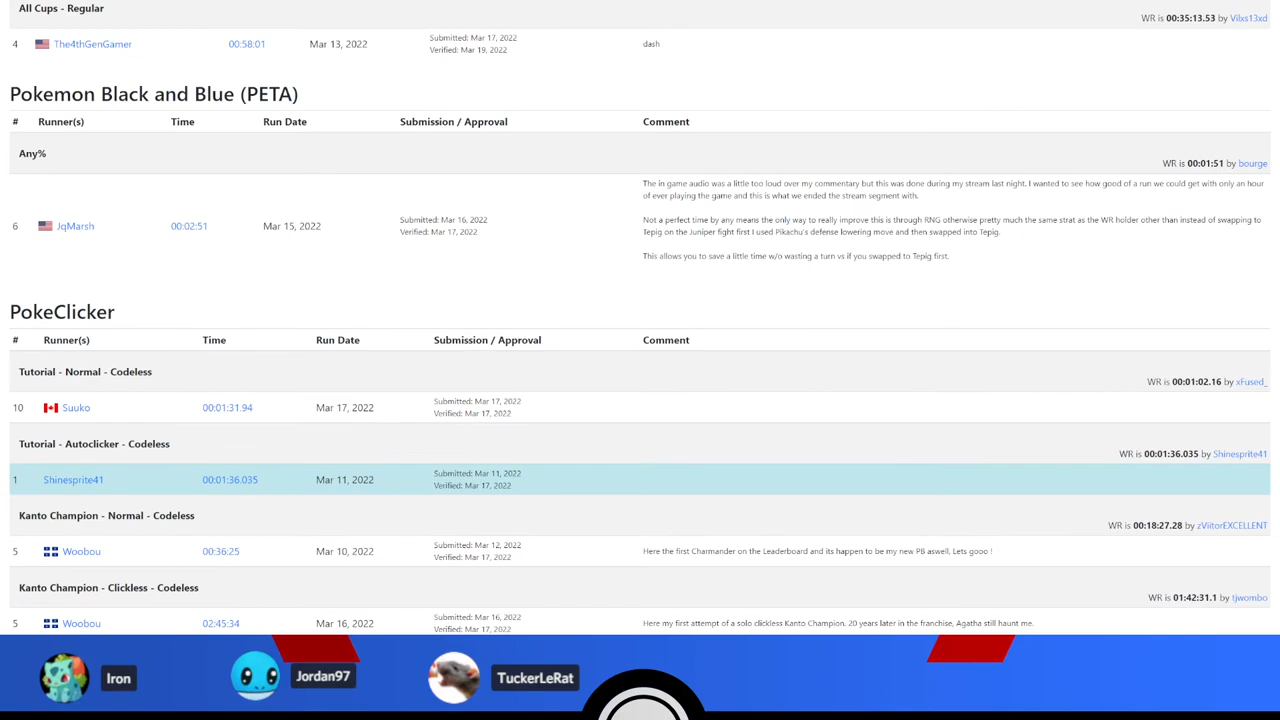 All Cups - Regular
WR is 00:35:13.53 by Vilxs13xd
4 The4thGenGamer 00:58:01 Mar 13, 2022 Submitted: Mar 17, 2022 dash
Verified: Mar 19, 2022
Pokemon Black and Blue (PETA)
# Runner(s) Time Run Date Submission / Approval Comment
Any%
WR is 00:01:51 by bourge
The in game audio was a little too loud over my commentary but this was done during my stream last night. I wanted to see how good of a run we could get with only an hour
of ever playing the game and this is what we ended the stream segment with.
6 JqMarsh 00:02:51 Mar 15, 2022 Submitted: Mar 16, 2022
Verified: Mar 17, 2022
Not a perfect time by any means the only way to really improve this is through RNG otherwise pretty much the same strat as the WR holder other than instead of swapping to
Tepig on the Juniper fight first I used Pikachu's defense lowering move and then swapped into Tepig.
This allows you to save a little time w/o wasting a turn vs if you swapped to Tepig first.
PokeClicker
# Runner(s) Time Run Date Submission / Approval Comment
Tutorial - Normal - Codeless
WR is 00:01:02.16 by xFused_
10 Suuko 00:01:31.94 Mar 17, 2022 Submitted: Mar 17, 2022
Verified: Mar 17, 2022
Tutorial - Autoclicker - Codeless
WR is 00:01:36.035 by Shinesprite41
1 Shinesprite41 00:01:36.035 Mar 11, 2022 Submitted: Mar 11, 2022
Verified: Mar 17, 2022
Kanto Champion - Normal - Codeless
WR is 00:18:27.28 by zViitorEXCELLENT
5 Woobou 00:36:25 Mar 10, 2022 Submitted: Mar 12, 2022
Verified: Mar 17, 2022
Here the first Charmander on the Leaderboard and its happen to be my new PB aswell, Lets gooo !
Kanto Champion - Clickless - Codeless
WR is 01:42:31.1 by tjwombo
5 Woobou 02:45:34 Mar 16, 2022 Submitted: Mar 16, 2022
Verified: Mar 17, 2022
Here my first attempt of a solo clickless Kanto Champion. 20 years later in the franchise, Agatha still haunt me.
Iron Jordan97 TuckerLeRat